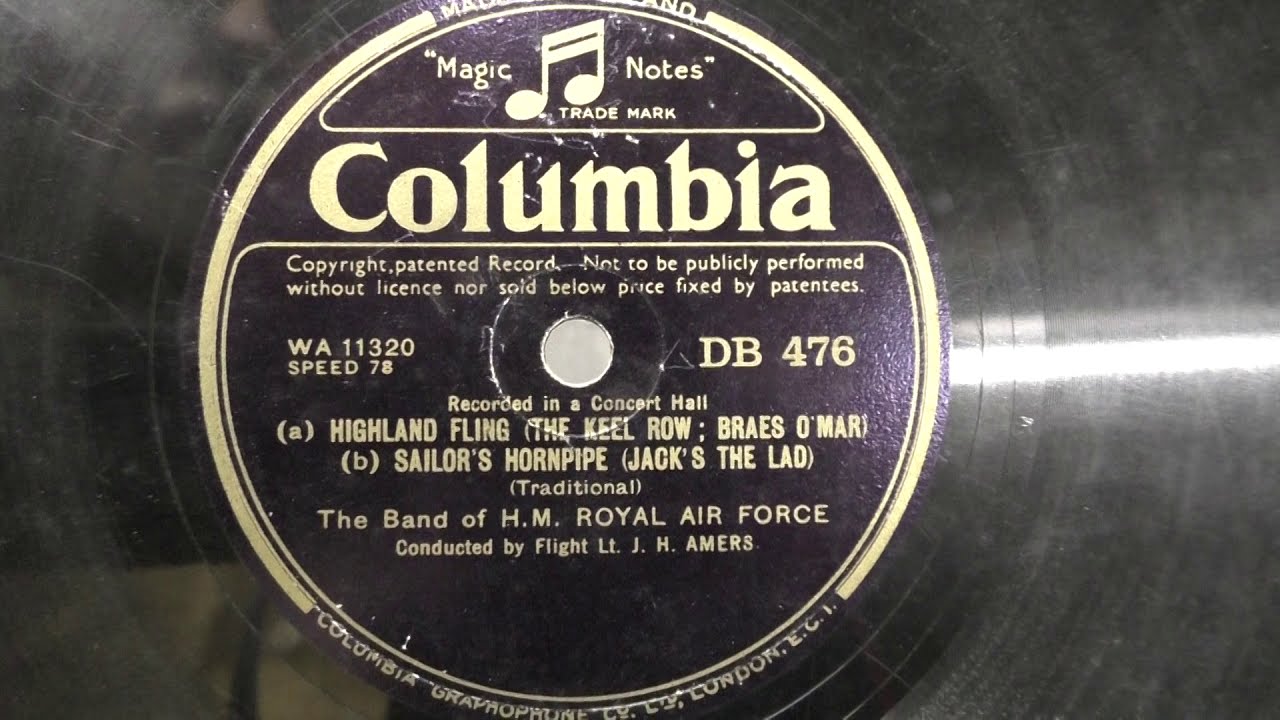 "Magic Notes"
TRADE MARK
Columbia
Copyright, patented Record. Not to be publicly performed
without licence nor sold below price fixed by patentees.
WA 11320
SPEED 78
DB 476
Recorded in a Concert Hall
(a) HIGHLAND FLING (THE KEEL ROW; BRAES O'MAR)
(b) SAILOR'S HORNPIPE (JACK'S THE LAD)
(Traditional)
The Band of H.M. ROYAL AIR FORCE
Conducted by Flight Lt. J. H. AMERS.
COLUMBIA GRAPHOPHONE Co. LTD, LONDON, E.C.1.